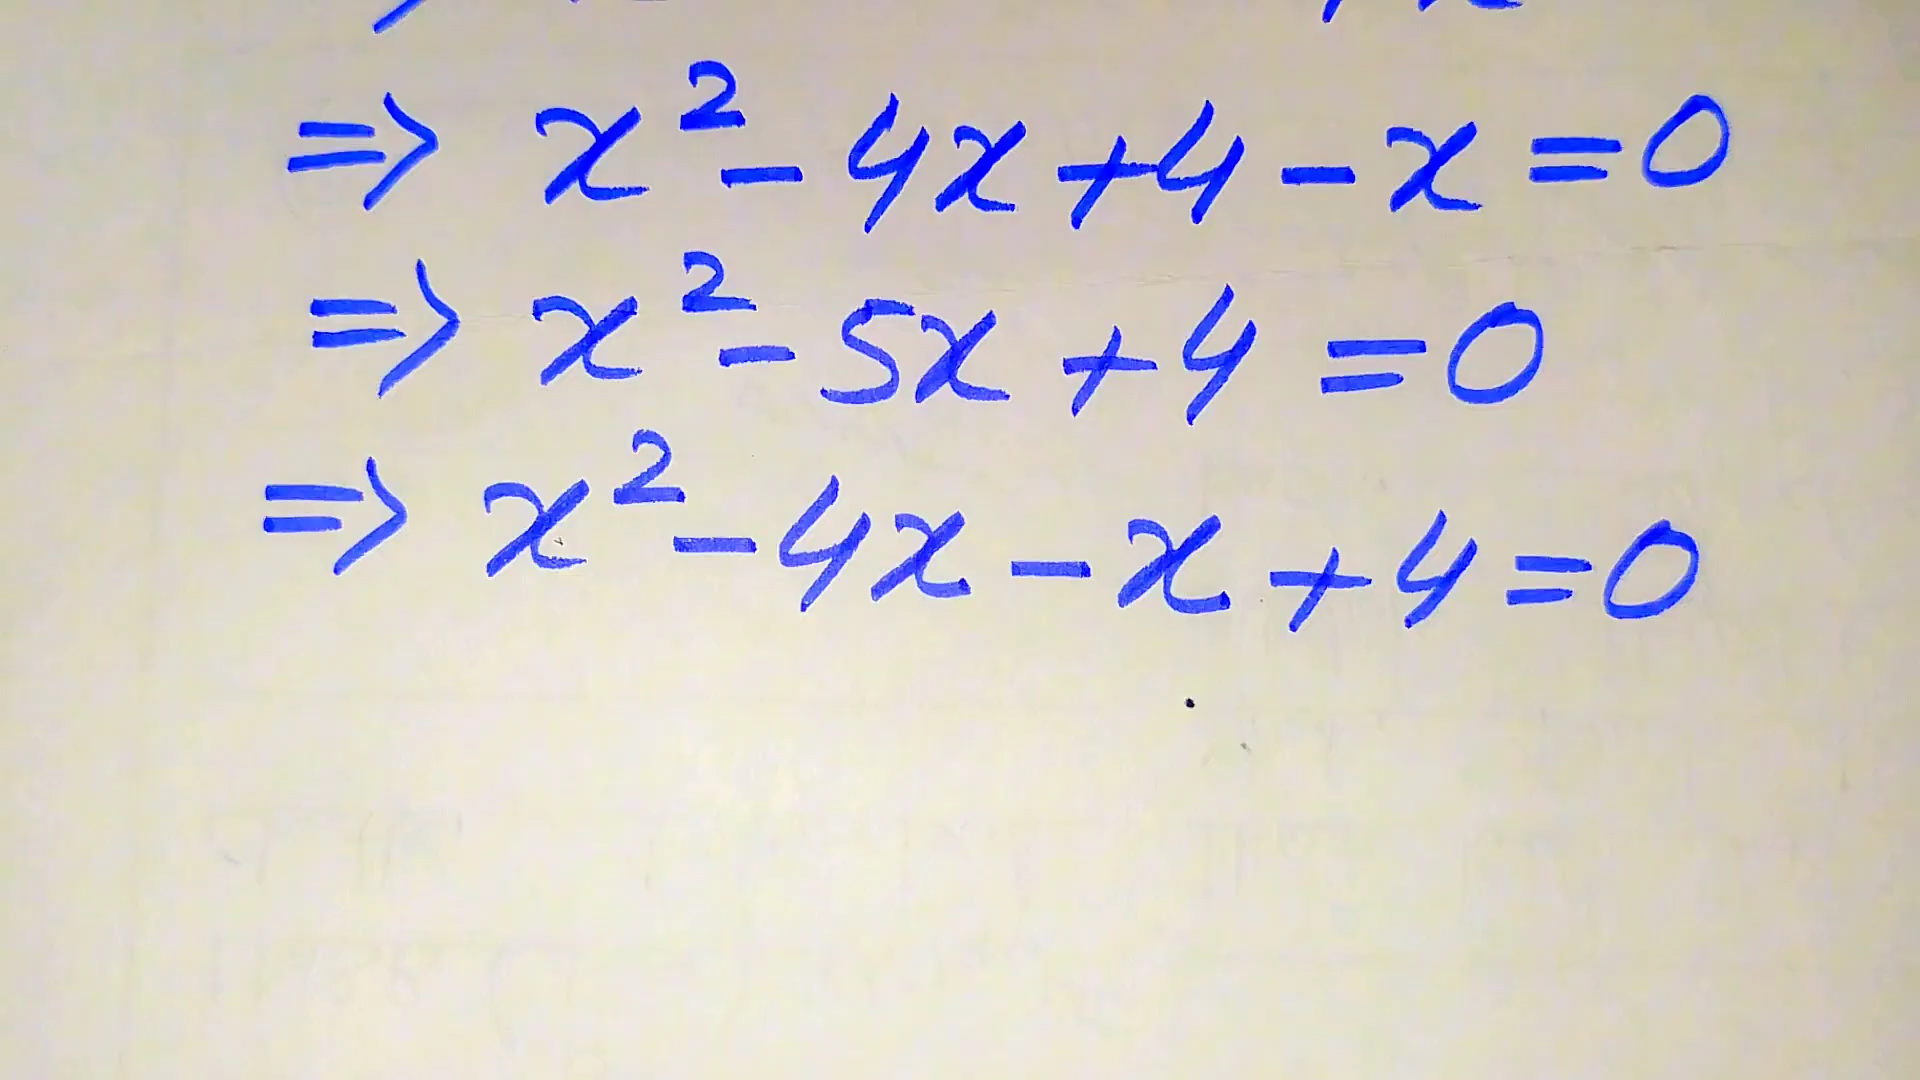 => x² - 4x + 4 - x = 0
=> x² - 5x + 4 = 0
=> x² - 4x - x + 4 = 0